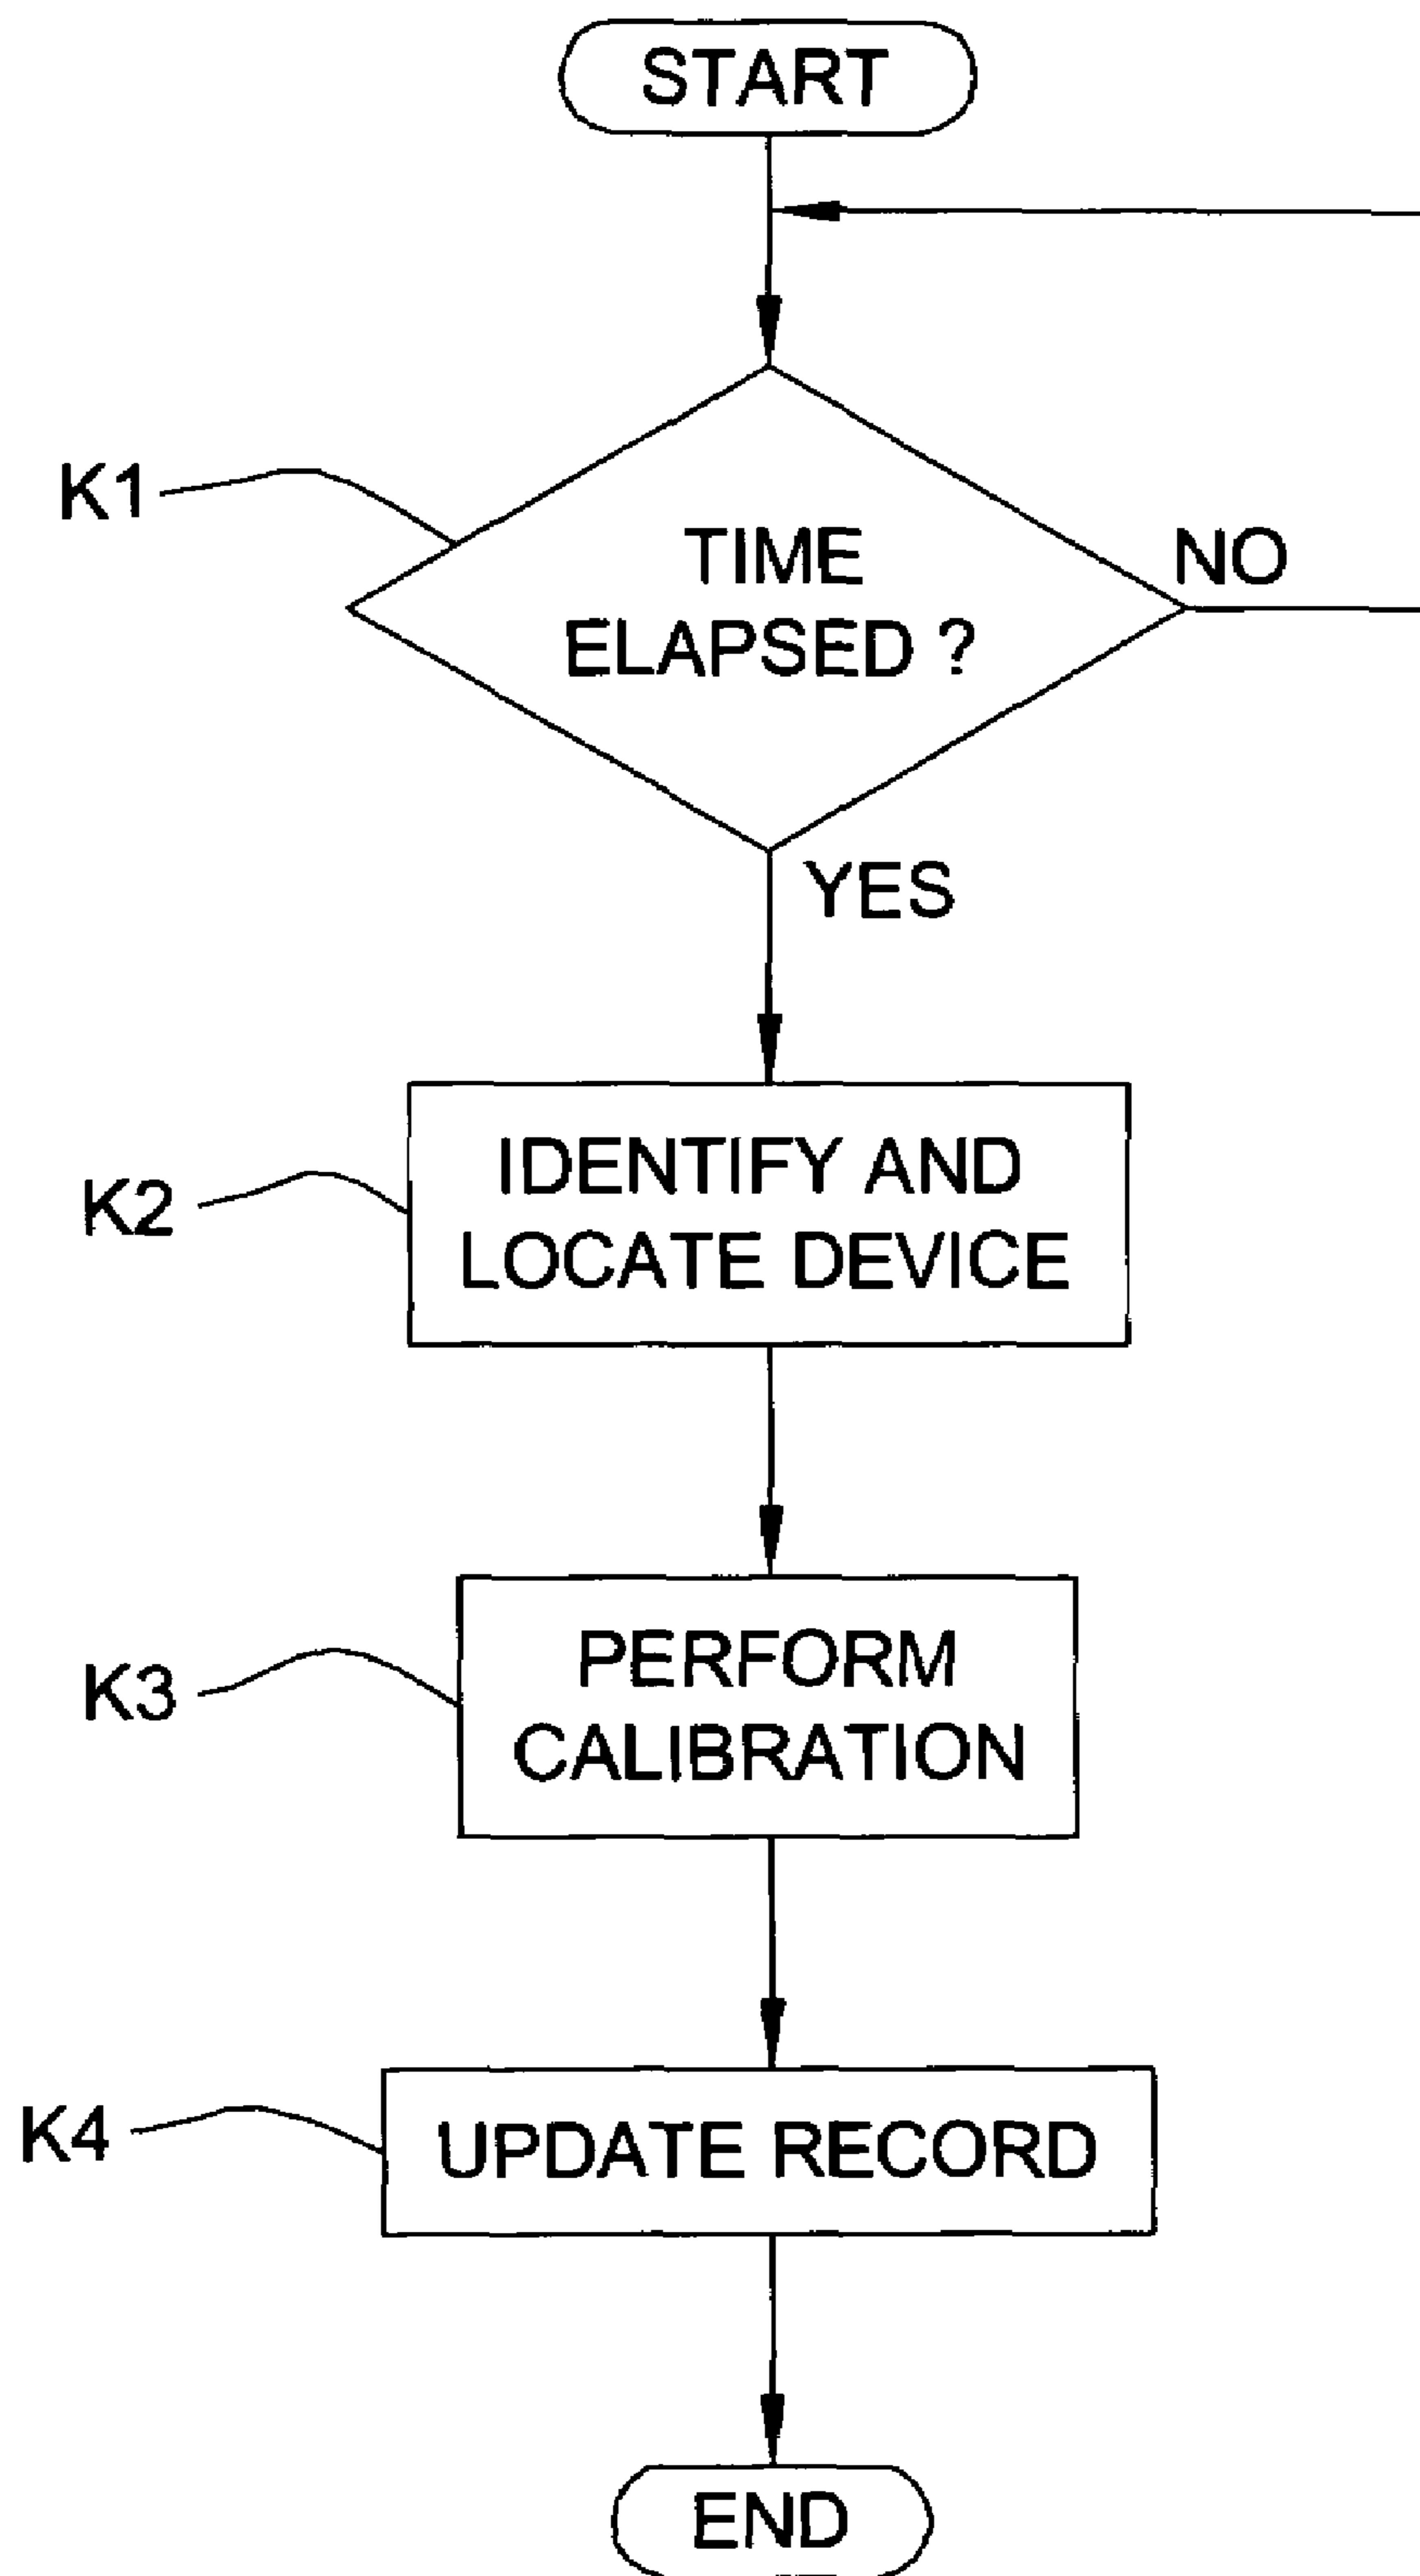 START
K1
TIME
ELAPSED ?
NO
YES
K2
IDENTIFY AND
LOCATE DEVICE
K3
PERFORM
CALIBRATION
K4
UPDATE RECORD
END